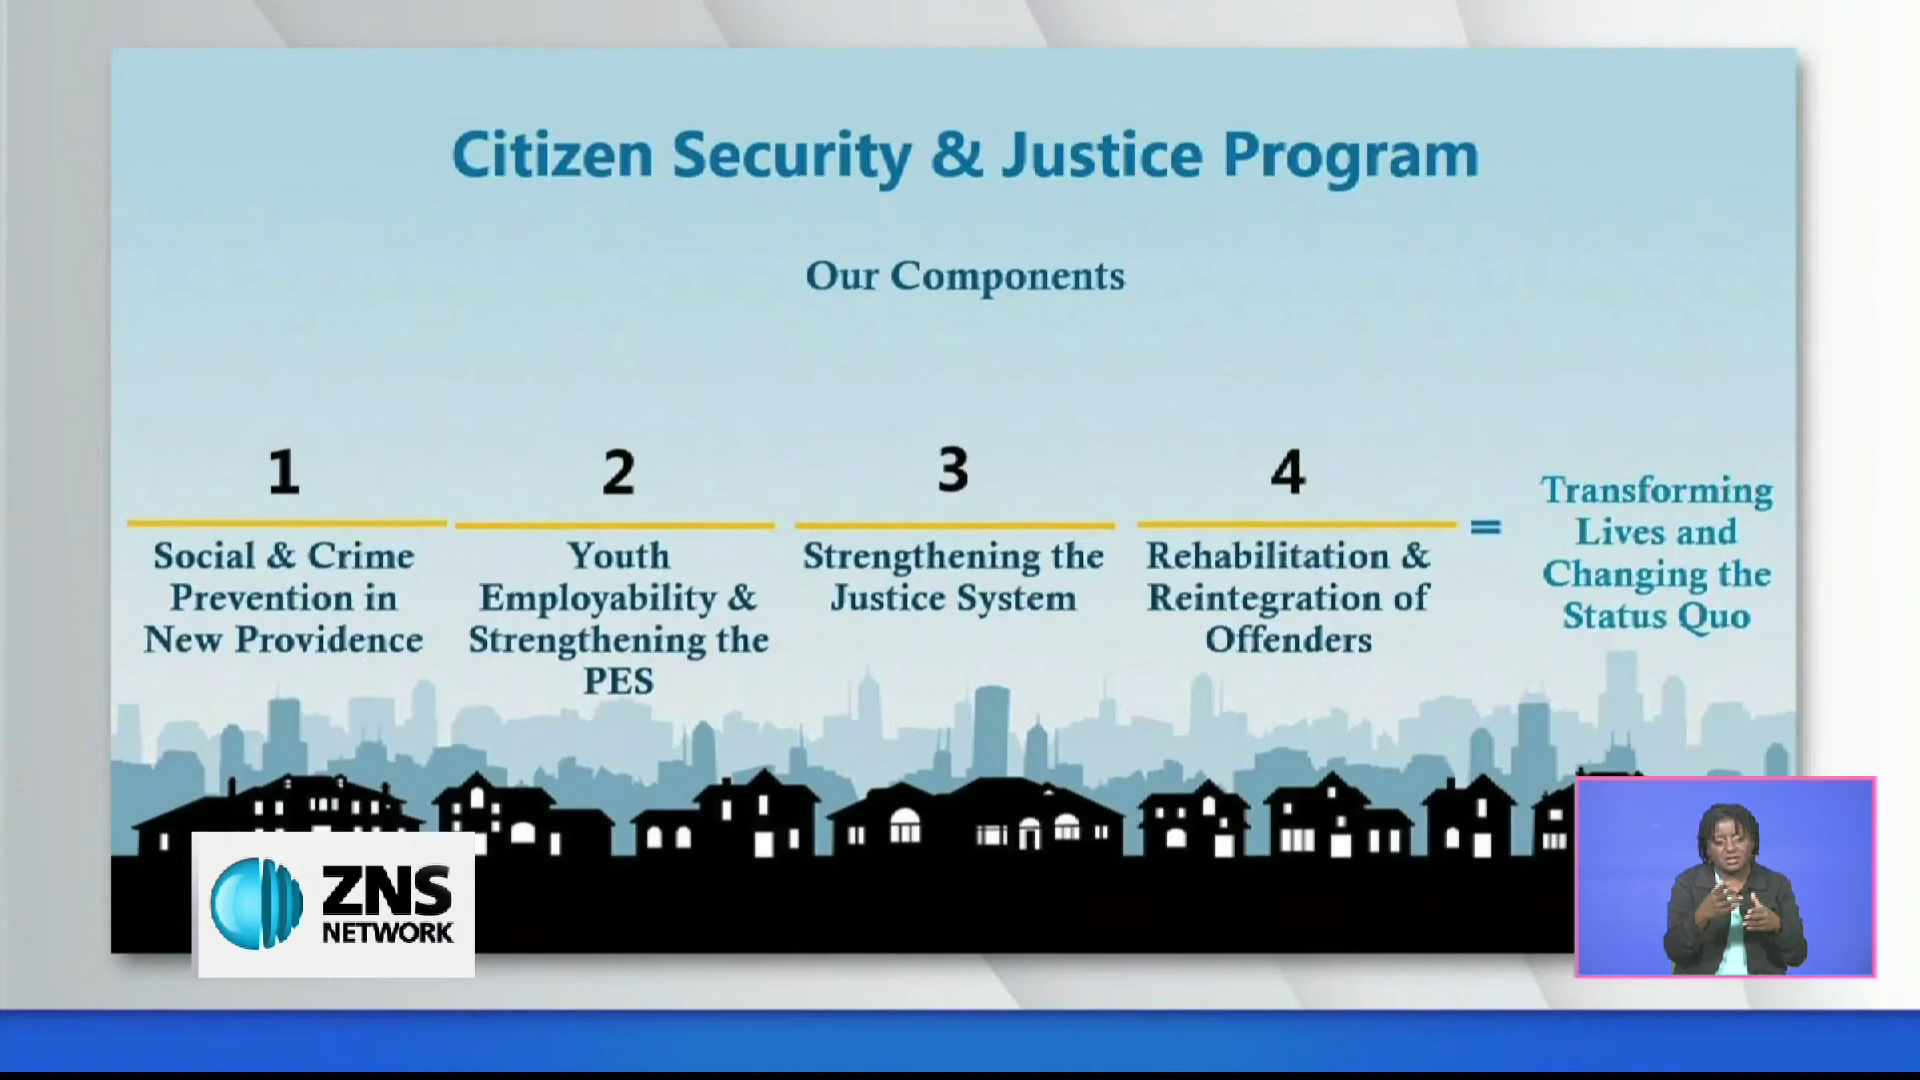 Citizen Security & Justice Program
Our Components
1
Social & Crime
Prevention in
New Providence
2
Youth
Employability &
Strengthening the
PES
3
Strengthening the
Justice System
4
Rehabilitation &
Reintegration of
Offenders
=
Transforming
Lives and
Changing the
Status Quo
ZNS
NETWORK